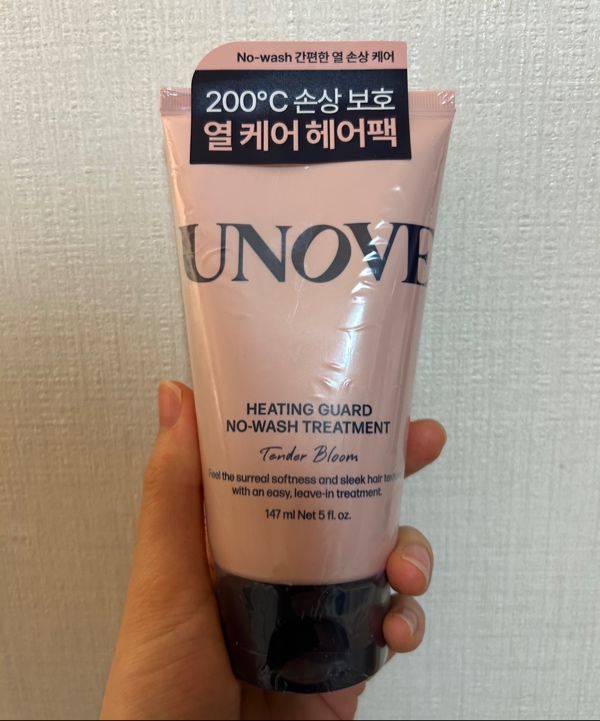 No-wash 간편한 열 손상 케어
200°C 손상 보호
열 케어 헤어팩
UNOVE
HEATING GUARD
NO-WASH TREATMENT
Tender Bloom
Feel the surreal softness and sleek hair
with an easy, leave-in treatment.
147 ml Net 5 fl. oz.